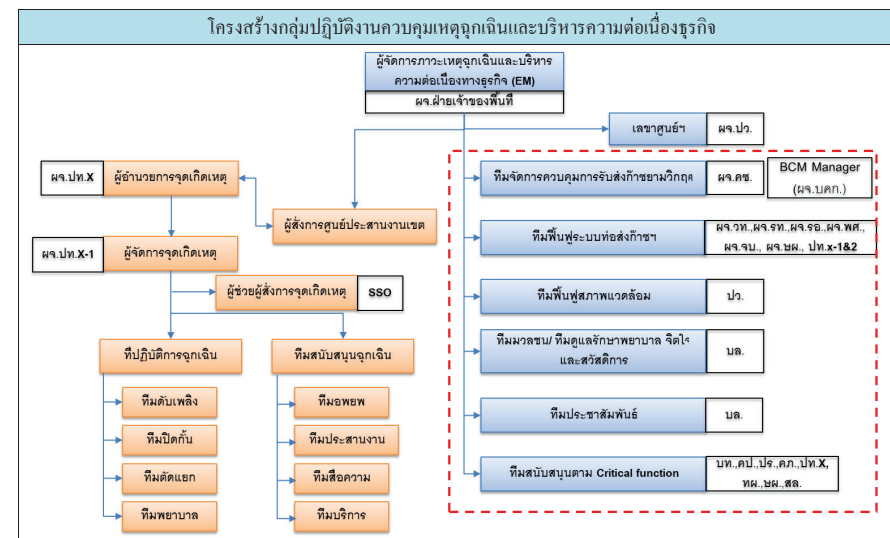 โครงสร้างกลุ่มปฏิบัติงานควบคุมเหตุฉุกเฉินและบริหารความต่อเนื่องธุรกิจ
ผู้จัดการภาวะเหตุฉุกเฉินและบริหาร
ความต่อเนื่องทางธุรกิจ (EM)
ผจ.ฝ่ายเจ้าของพื้นที่
เลขาศูนย์ฯ
ผจ.ปว.
ผจ.ปท.X
ผู้อำนวยการจุดเกิดเหตุ
ทีมจัดการควบคุมการรับส่งก๊าซยามวิกฤต
ผจ.คช.
BCM Manager
(ผจ.บคก.)
ผู้สั่งการศูนย์ประสานงานเขต
ผจ.ปท.X-1
ผู้จัดการจุดเกิดเหตุ
ทีมฟื้นฟูระบบท่อส่งก๊าซฯ
ผจ.วท.,ผจ.รท.,ผจ.รอ.,ผจ.พศ.,
ผจ.จบ., ผจ.ษผ., ปท.x-1&2
ผู้ช่วยผู้สั่งการจุดเกิดเหตุ
SSO
ทีมฟื้นฟูสภาพแวดล้อม
ปว.
ที่ปฏิบัติการฉุกเฉิน
ทีมสนับสนุนฉุกเฉิน
ทีมมวลชน/ ทีมดูแลรักษาพยาบาล จิตใจ
และสวัสดิการ
บล.
ทีมดับเพลิง
ทีมอพยพ
ทีมประชาสัมพันธ์
บล.
ทีมปิดกั้น
ทีมประสานงาน
ทีมตัดแยก
ทีมสื่อความ
ทีมสนับสนุนตาม Critical function
บท.,คป.,ปร.,คภ.,ปท.X,
ทผ.,ษผ.,สล.
ทีมพยาบาล
ทีมบริการ